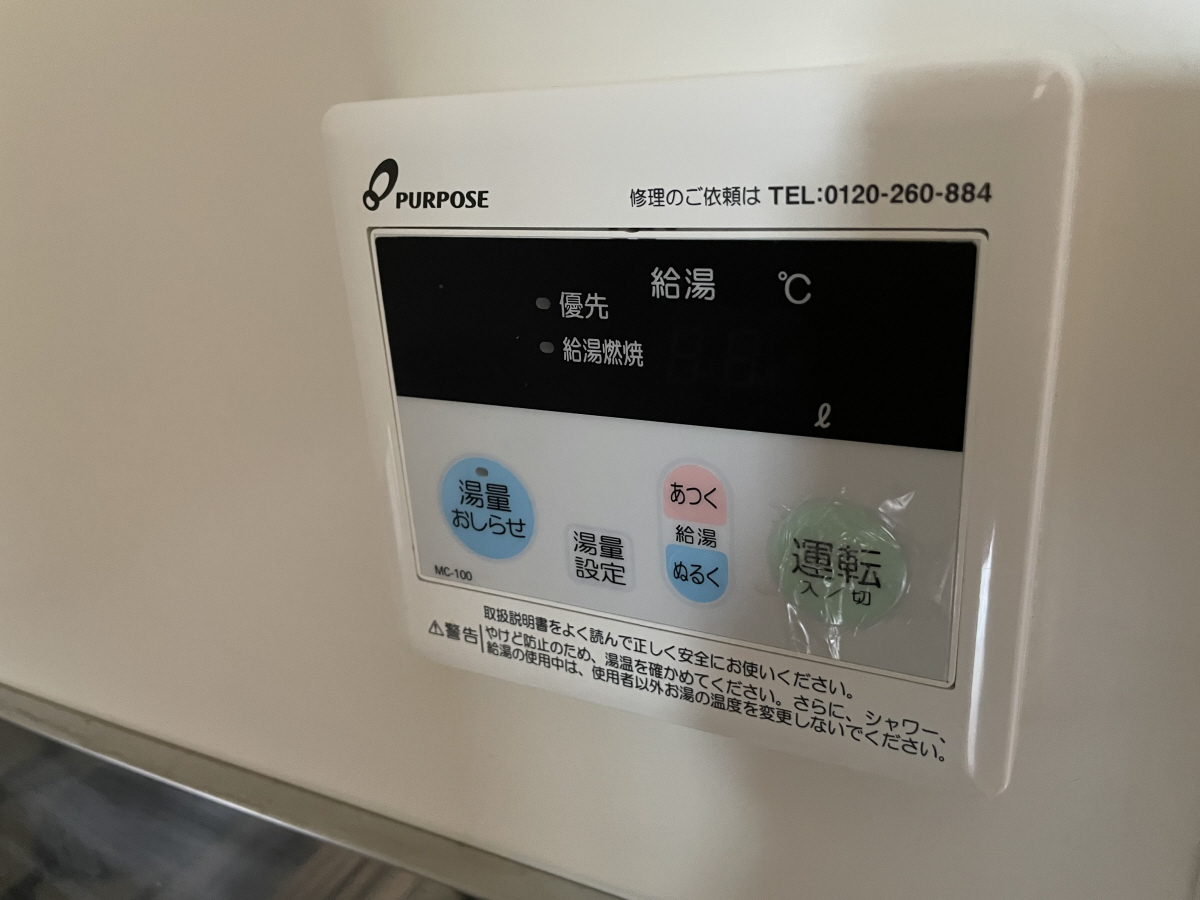 PURPOSE
修理のご依頼は TEL:0120-260-884
給湯 ℃
優先
給湯燃焼
ℓ
湯量
おしらせ
湯量
設定
あつく
給湯
ぬるく
運転
入/切
MC-100
⚠警告
取扱説明書をよく読んで正しく安全にお使いください。
やけど防止のため、湯温を確かめてください。さらに、シャワー、
給湯の使用中は、使用者以外お湯の温度を変更しないでください。